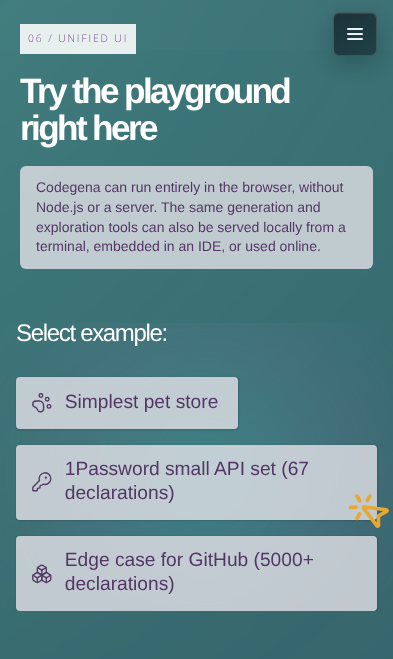 06 / UNIFIED UI
Try the playground
right here
Codegena can run entirely in the browser, without
Node.js or a server. The same generation and
exploration tools can also be served locally from a
terminal, embedded in an IDE, or used online.
Select example:
Simplest pet store
1Password small API set (67
declarations)
Edge case for GitHub (5000+
declarations)